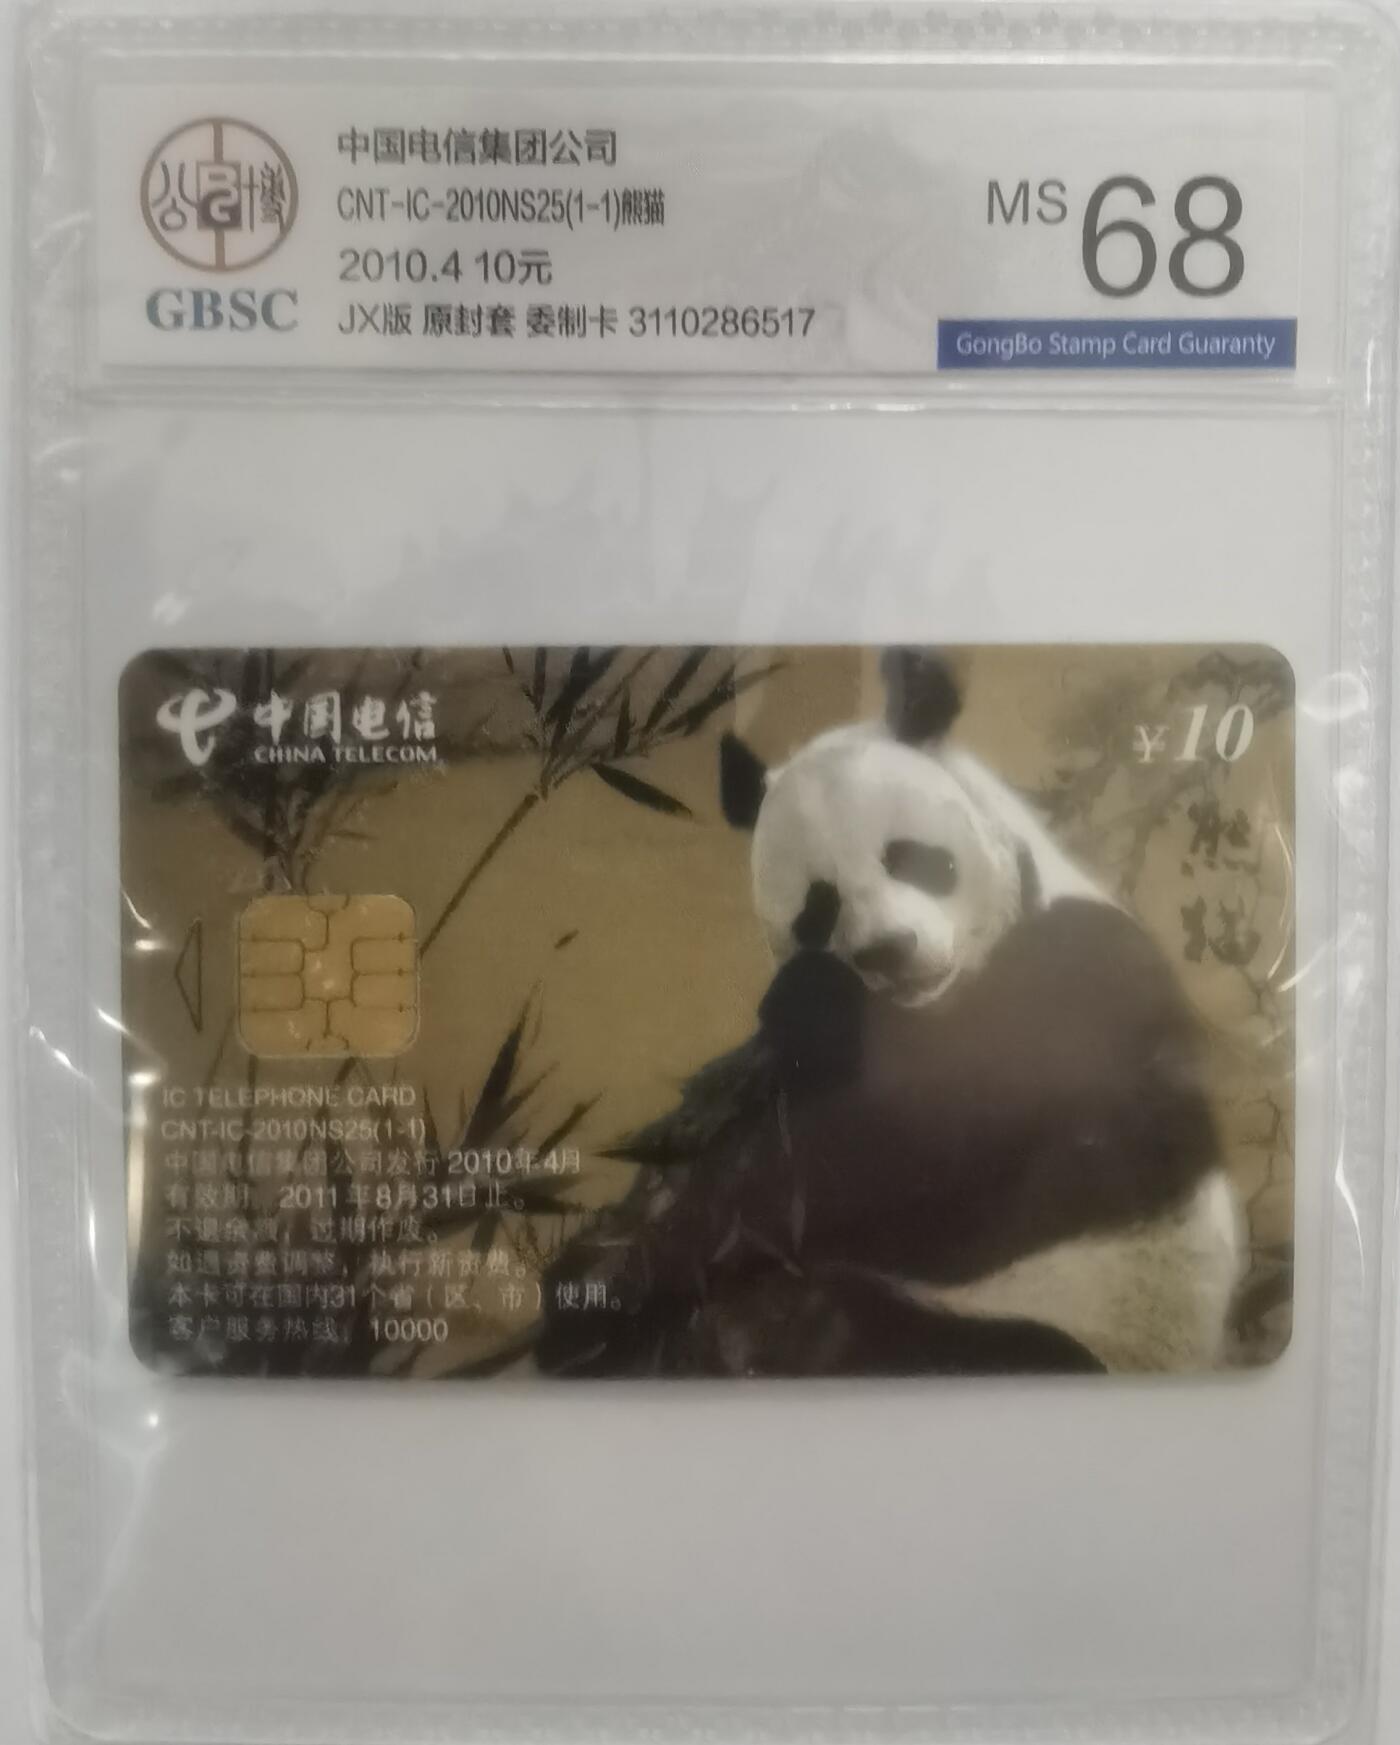 中国电信集团公司
CNT-IC-2010NS25(1-1)熊猫
2010.4 10元
JX版 原封套 委制卡 3110286517
公博
GBSC
MS 68
GongBo Stamp Card Guaranty
中国电信
CHINA TELECOM
¥10
熊猫
IC TELEPHONE CARD
CNT-IC-2010NS25(1-1)
中国电信集团公司发行 2010年4月
有效期：2011年8月31日止。
不退余额，过期作废。
如遇资费调整，执行新资费。
本卡可在国内31个省（区、市）使用。
客户服务热线：10000